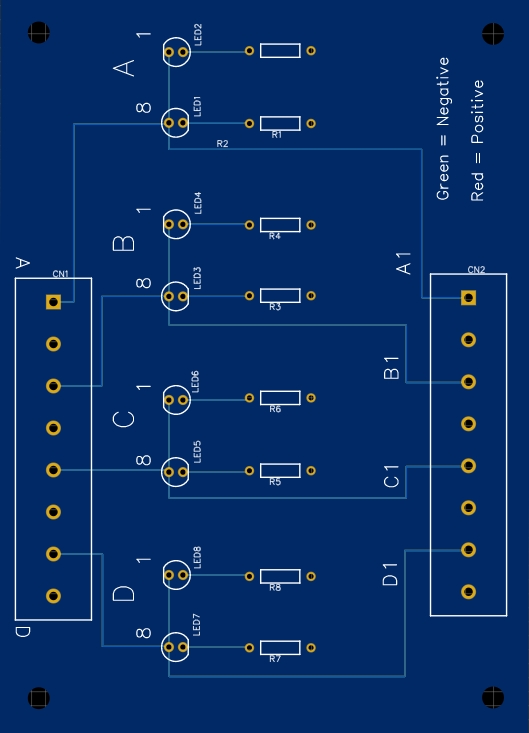 1
LED2
A
8
LED1
R1
R2
Green = Negative
Red = Positive
1
LED4
B
R4
8
LED3
R3
A
CN1
A1
CN2
B1
1
LED6
C
R6
8
LED5
R5
C1
1
LED8
D
R8
8
LED7
R7
D1
D